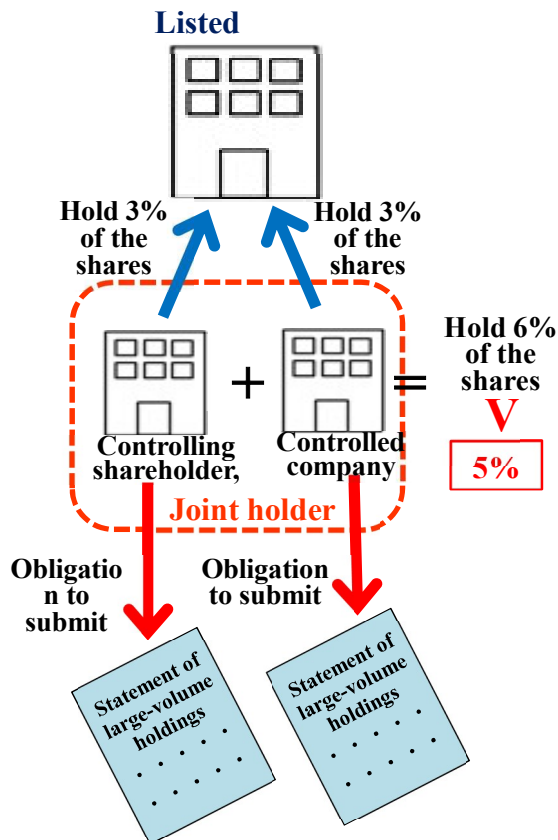 Listed
Hold 3%
of the
shares
Hold 3%
of the
shares
Controlling
shareholder,
+
Controlled
company
=
Hold 6%
of the
shares
V
5%
Joint holder
Obligatio
n to
submit
Obligation
to submit
Statement of
large-volume
holdings
Statement of
large-volume
holdings